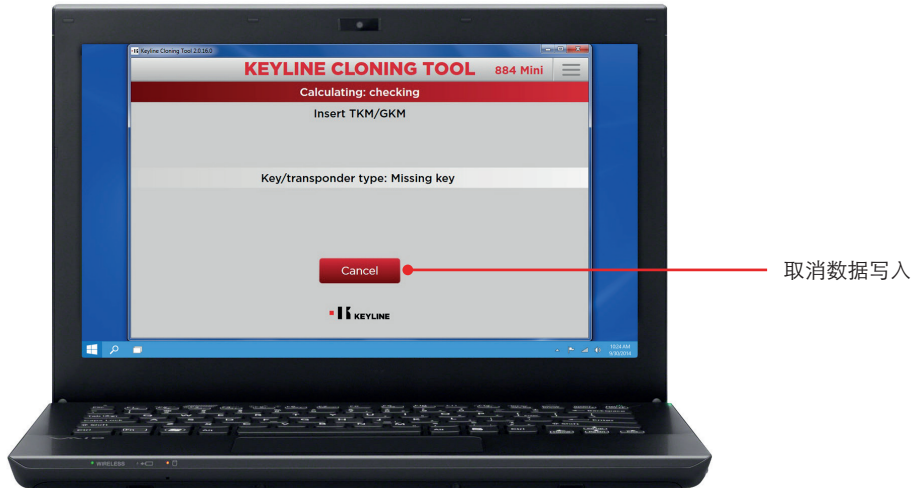 Keyline Cloning Tool 2.0.16.0
KEYLINE CLONING TOOL 884 Mini
Calculating: checking
Insert TKM/GKM
Key/transponder type: Missing key
Cancel
取消数据写入
KEYLINE
10:24 AM
9/30/2014
WIRELESS